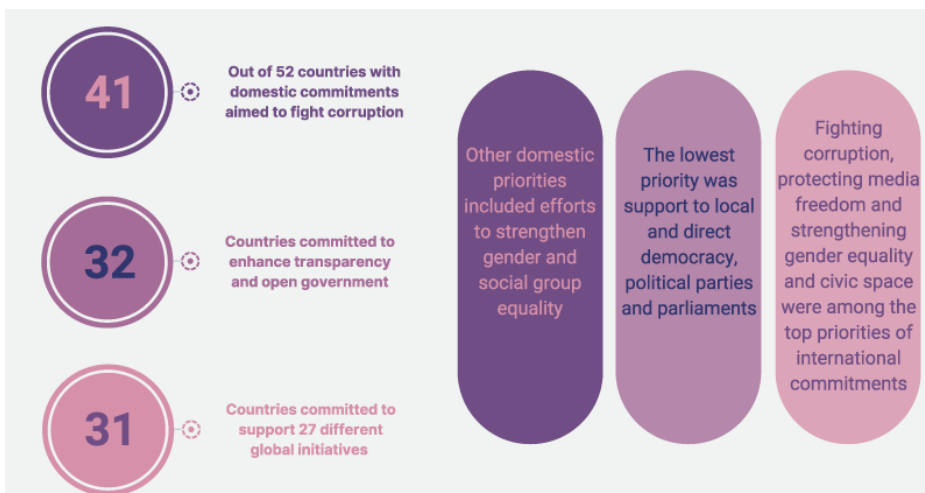 41
Out of 52 countries with
domestic commitments
aimed to fight corruption
32
Countries committed to
enhance transparency
and open government
31
Countries committed to
support 27 different
global initiatives
Other domestic
priorities
included efforts
to strengthen
gender and
social group
equality
The lowest
priority was
support to local
and direct
democracy,
political parties
and parliaments
Fighting
corruption,
protecting media
freedom and
strengthening
gender equality
and civic space
were among the
top priorities of
international
commitments